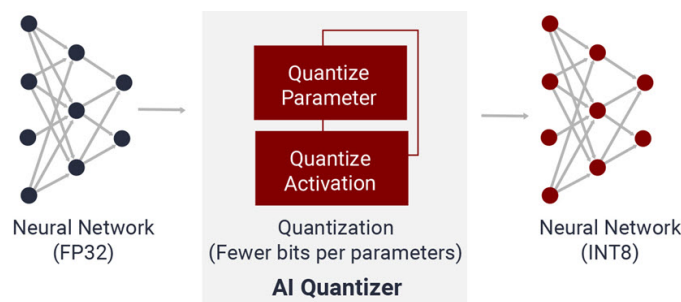 Quantize
Parameter
Quantize
Activation
Neural Network
(FP32)
Quantization
(Fewer bits per parameters)
AI Quantizer
Neural Network
(INT8)